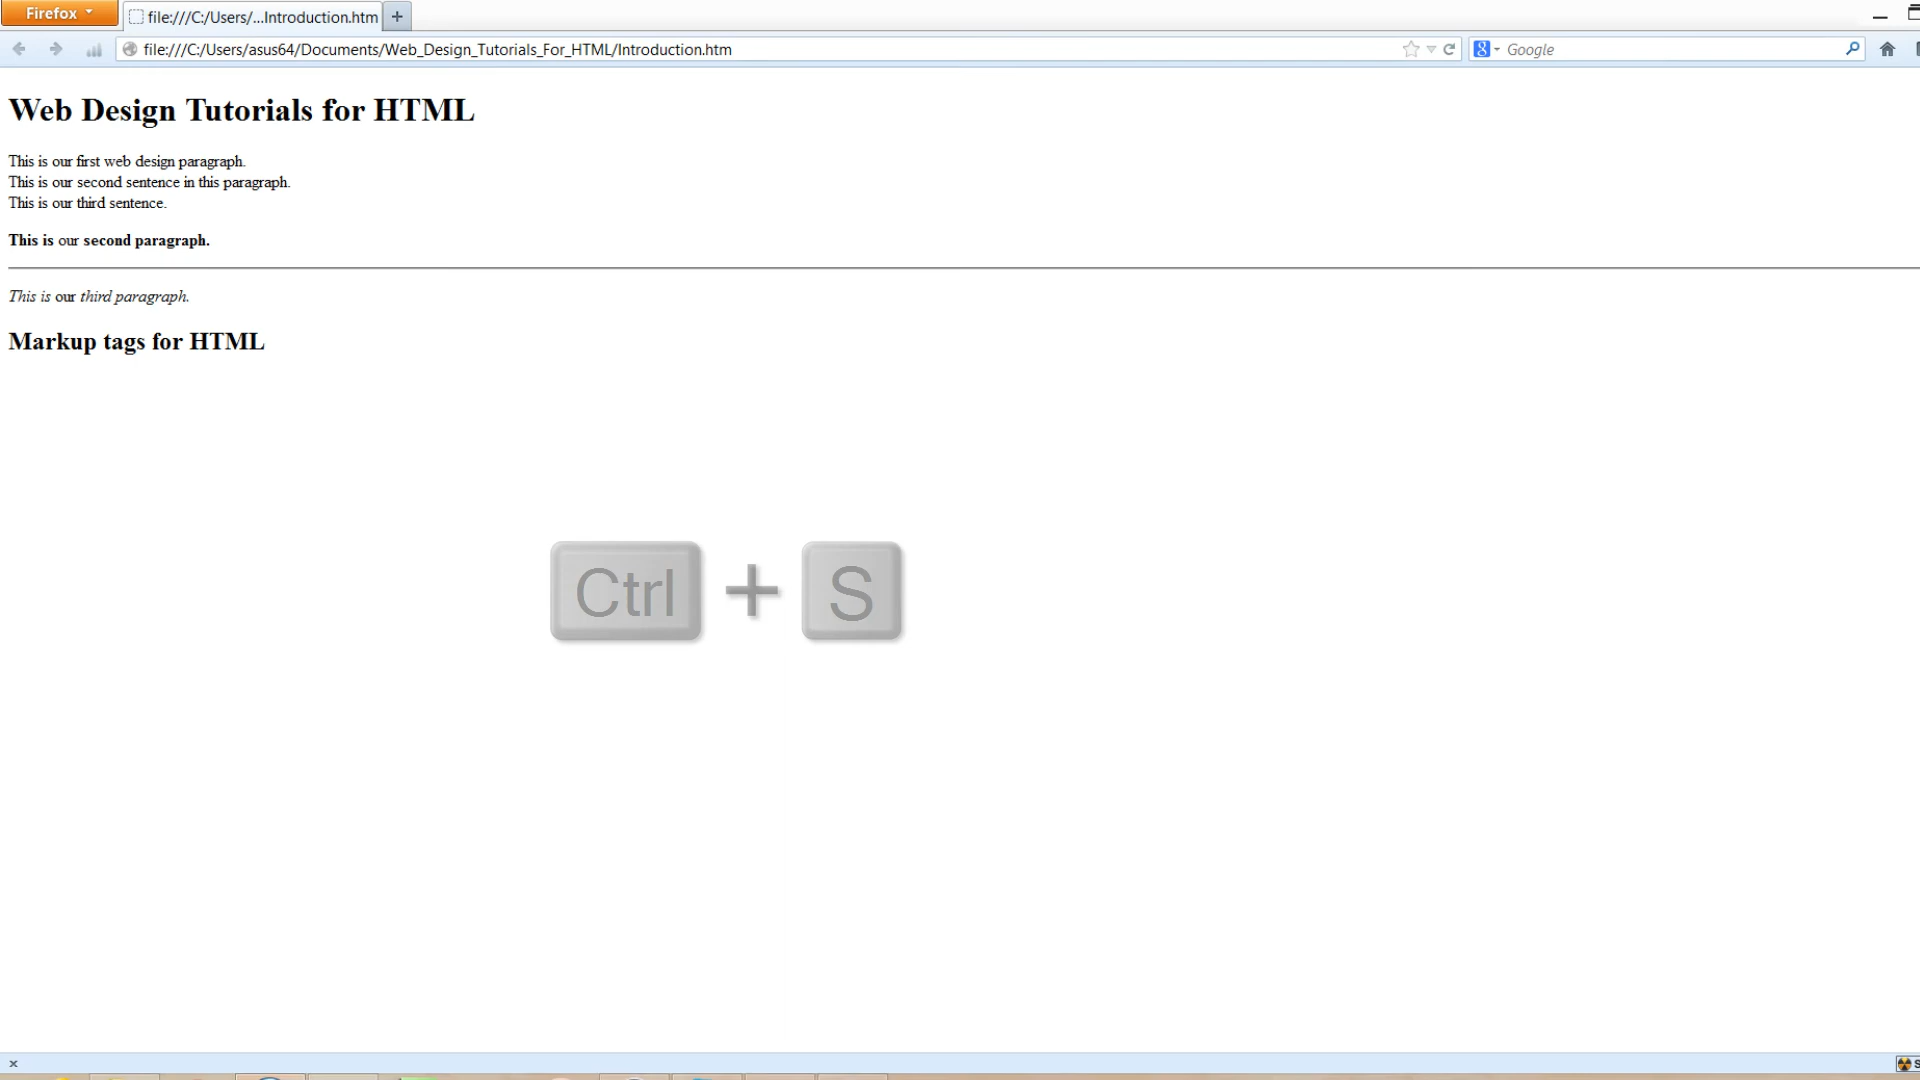 Firefox
file:///C:/Users/...Introduction.htm
+
file:///C:/Users/asus64/Documents/Web_Design_Tutorials_For_HTML/Introduction.htm
8
Google
Web Design Tutorials for HTML
This is our first web design paragraph.
This is our second sentence in this paragraph.
This is our third sentence.
This is our second paragraph.
This is our third paragraph.
Markup tags for HTML
Ctrl + S
x
S